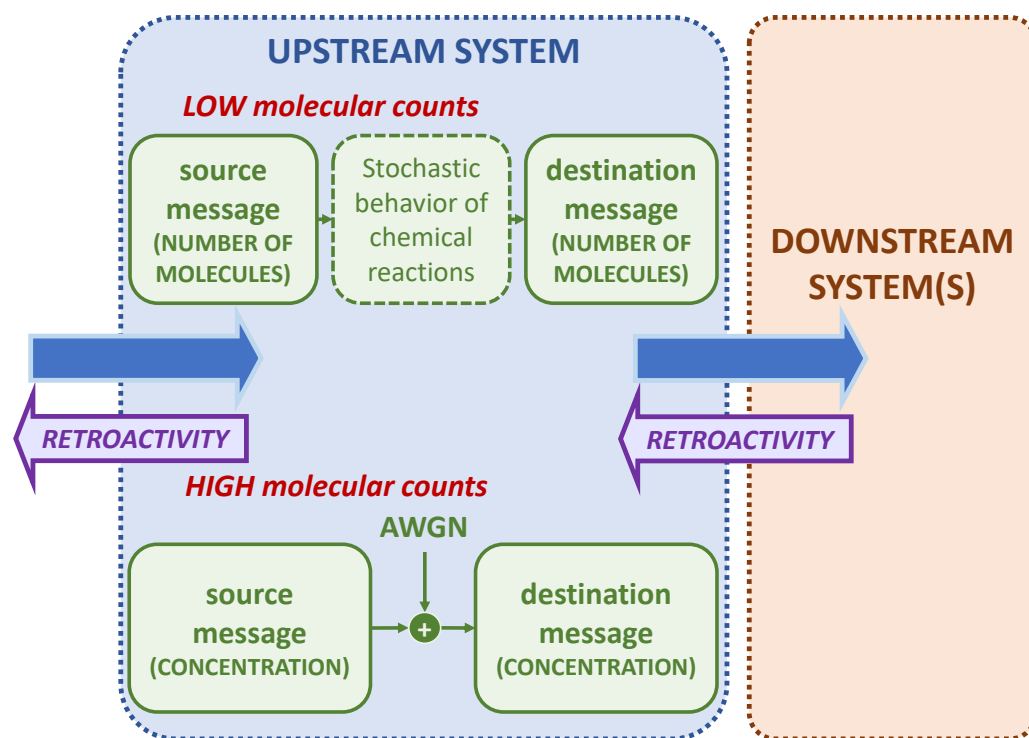 UPSTREAM SYSTEM
LOW molecular counts
source
message
(NUMBER OF
MOLECULES)
Stochastic
behavior of
chemical
reactions
destination
message
(NUMBER OF
MOLECULES)
DOWNSTREAM
SYSTEM(S)
RETROACTIVITY
RETROACTIVITY
HIGH molecular counts
AWGN
source
message
(CONCENTRATION)
+
destination
message
(CONCENTRATION)